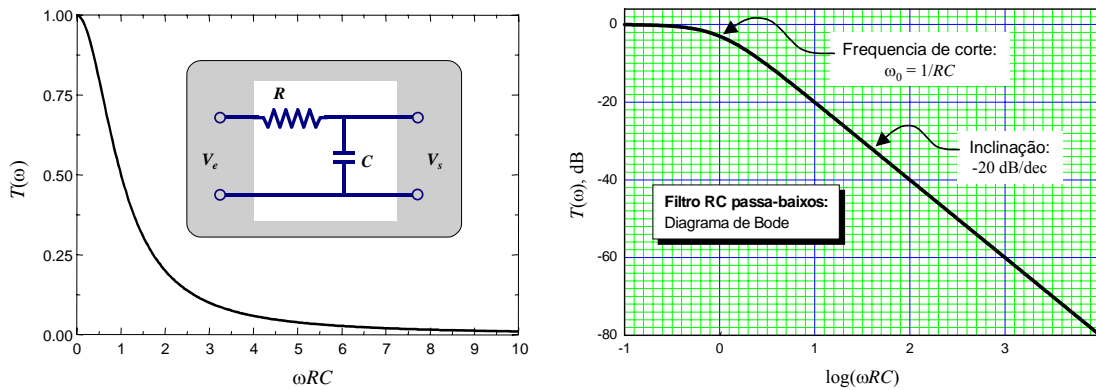 1.00
0.75
0.50
0.25
0.00
T(ω)
0 1 2 3 4 5 6 7 8 9 10
ωRC
R
C
Vₑ
Vₛ
0
-20
-40
-60
-80
T(ω), dB
-1 0 1 2 3
log(ωRC)
Frequencia de corte:
ω₀ = 1/RC
Inclinação:
-20 dB/dec
Filtro RC passa-baixos:
Diagrama de Bode